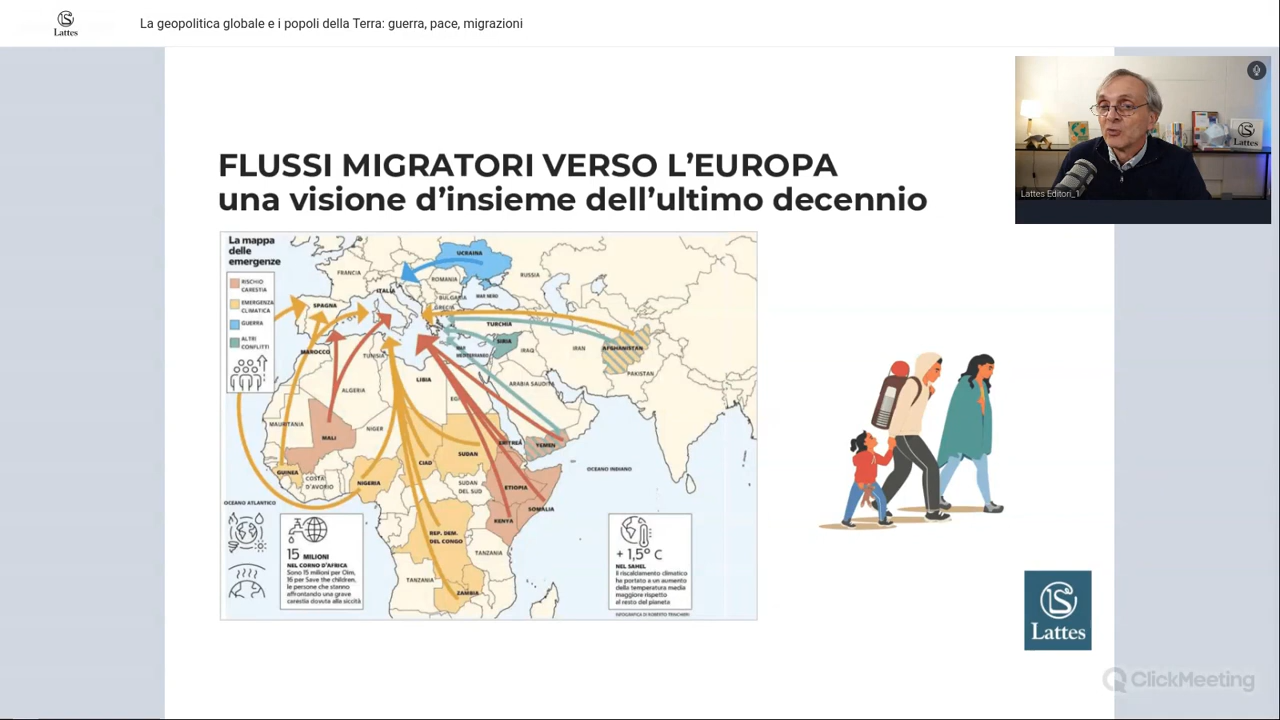 Lattes
La geopolitica globale e i popoli della Terra: guerra, pace, migrazioni
Lattes
Lattes Editori_1
FLUSSI MIGRATORI VERSO L'EUROPA
una visione d'insieme dell'ultimo decennio
La mappa
delle
emergenze
RISCHIO
CARESTIA
EMERGENZA
CLIMATICA
GUERRA
ALTRI
CONFLITTI
UCRAINA
FRANCIA
RUSSIA
ROMANIA
ITALIA
BULGARIA
MAR NERO
SPAGNA
GRECIA
TURCHIA
SIRIA
MAROCCO
TUNISIA
MAR
MEDITERRANEO
IRAQ
IRAN
AFGHANISTAN
PAKISTAN
ALGERIA
LIBIA
EG
ARABIA SAUDITA
MAURITANIA
MALI
NIGER
ERITREA
YEMEN
SUDAN
CIAD
OCEANO INDIANO
GUINEA
COSTA
D'AVORIO
NIGERIA
SUDAN
DEL SUD
ETIOPIA
SOMALIA
OCEANO ATLANTICO
KENYA
REP. DEM.
DEL CONGO
TANZANIA
TANZANIA
ZAMBIA
15 MILIONI
NEL CORNO D'AFRICA
Sono 15 milioni per Oim,
16 per Save the children,
le persone che stanno
affrontando una grave
carestia dovuta alla siccità
+ 1,5° C
NEL SAHEL
Il riscaldamento climatico
ha portato a un aumento
della temperatura media
maggiore rispetto
al resto del pianeta
Lattes
ClickMeeting